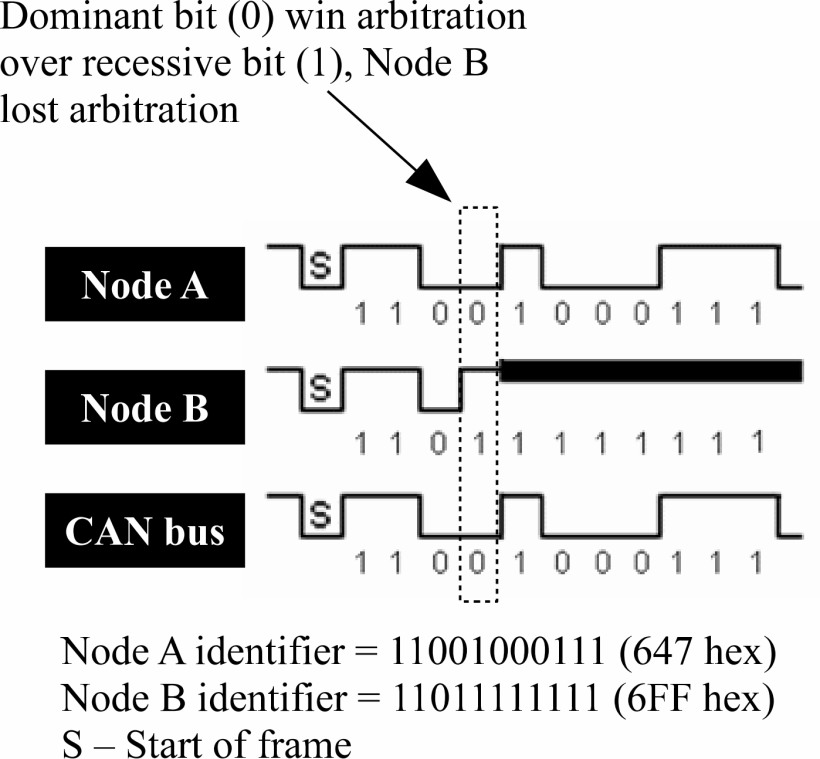 Dominant bit (0) win arbitration
over recessive bit (1), Node B
lost arbitration
Node A
S
1 1 0 0 1 0 0 0 1 1 1
Node B
S
1 1 0 1 1 1 1 1 1 1 1
CAN bus
S
1 1 0 0 1 0 0 0 1 1 1
Node A identifier = 11001000111 (647 hex)
Node B identifier = 11011111111 (6FF hex)
S – Start of frame